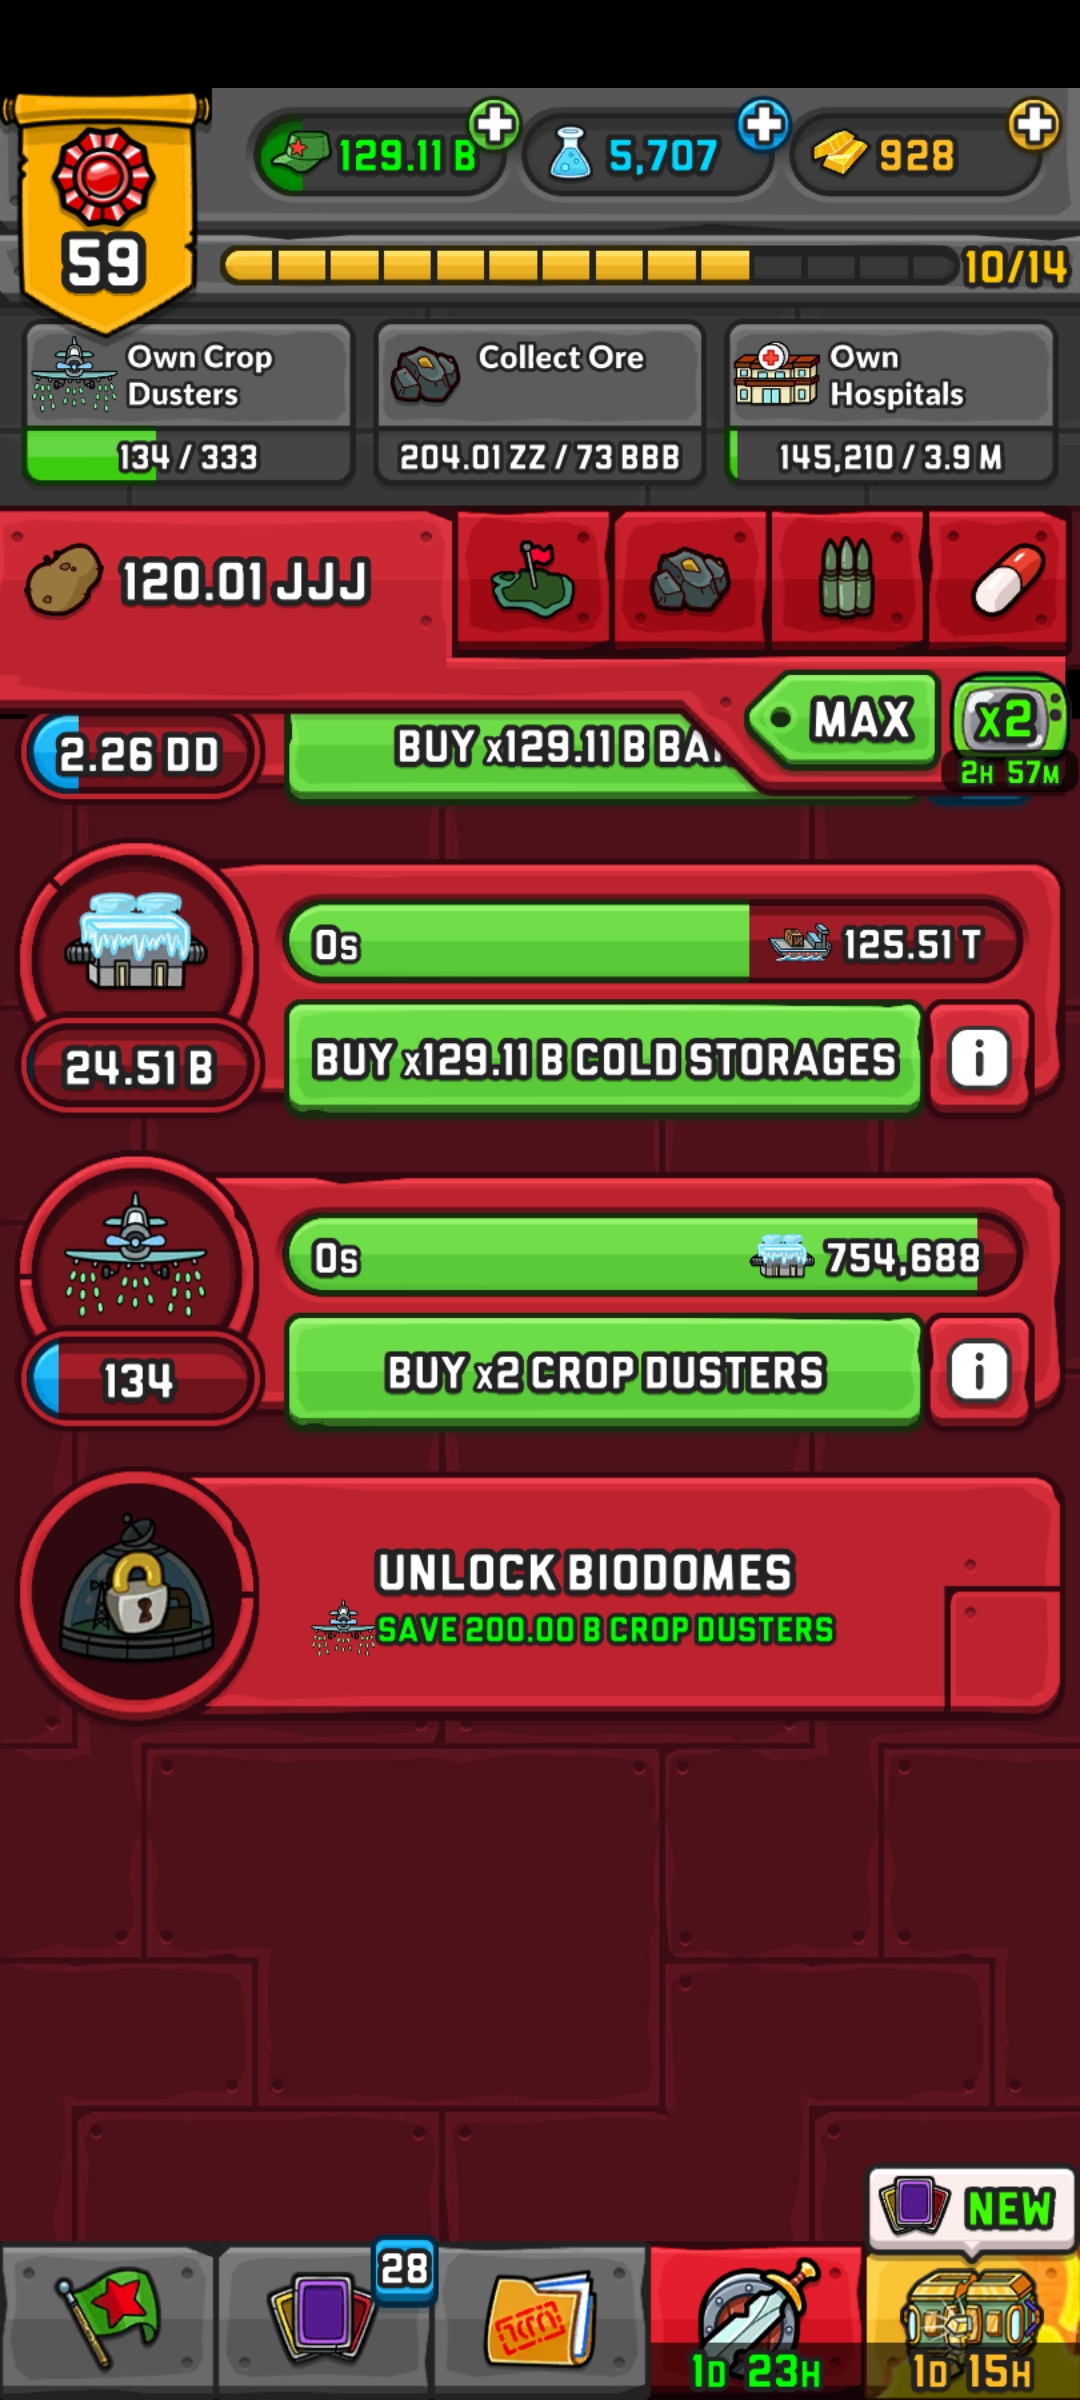 129.11 B
5,707
928
59
10/14
Own Crop
Dusters
134 / 333
Collect Ore
204.01 ZZ / 73 BBB
Own
Hospitals
145,210 / 3.9 M
120.01 JJJ
MAX
x2
2H 57M
2.26 DD
BUY x129.11 B
0s
125.51 T
24.51 B
BUY x129.11 B COLD STORAGES
i
0s
754,688
134
BUY x2 CROP DUSTERS
i
UNLOCK BIODOMES
SAVE 200.00 B CROP DUSTERS
NEW
28
1D 23H
1D 15H